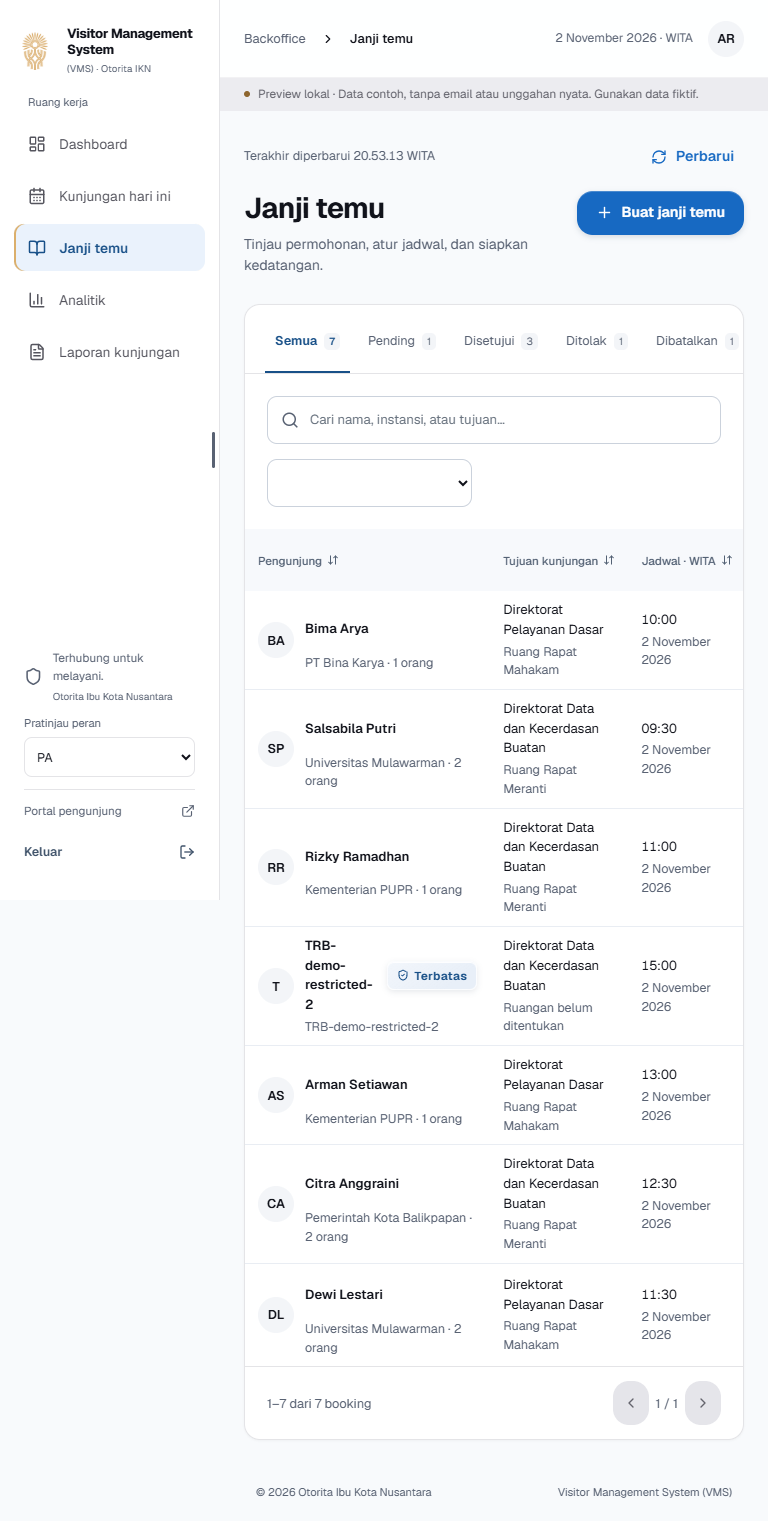 Visitor Management
System
(VMS) · Otorita IKN
Ruang kerja
Dashboard
Kunjungan hari ini
Janji temu
Analitik
Laporan kunjungan
Terhubung untuk
melayani.
Otorita Ibu Kota Nusantara
Pratinjau peran
PA
Portal pengunjung
Keluar
Backoffice > Janji temu
2 November 2026 · WITA
AR
Preview lokal · Data contoh, tanpa email atau unggahan nyata. Gunakan data fiktif.
Terakhir diperbarui 20.53.13 WITA
Perbarui
Janji temu
Buat janji temu
Tinjau permohonan, atur jadwal, dan siapkan
kedatangan.
Semua 7 Pending 1 Disetujui 3 Ditolak 1 Dibatalkan 1
Cari nama, instansi, atau tujuan...
Pengunjung Tujuan kunjungan Jadwal · WITA
BA
Bima Arya
PT Bina Karya · 1 orang
Direktorat
Pelayanan Dasar
Ruang Rapat
Mahakam
10:00
2 November
2026
SP
Salsabila Putri
Universitas Mulawarman · 2
orang
Direktorat Data
dan Kecerdasan
Buatan
Ruang Rapat
Meranti
09:30
2 November
2026
RR
Rizky Ramadhan
Kementerian PUPR · 1 orang
Direktorat Data
dan Kecerdasan
Buatan
Ruang Rapat
Meranti
11:00
2 November
2026
T
TRB-
demo-
restricted-
2
Terbatas
TRB-demo-restricted-2
Direktorat Data
dan Kecerdasan
Buatan
Ruangan belum
ditentukan
15:00
2 November
2026
AS
Arman Setiawan
Kementerian PUPR · 1 orang
Direktorat
Pelayanan Dasar
Ruang Rapat
Mahakam
13:00
2 November
2026
CA
Citra Anggraini
Pemerintah Kota Balikpapan ·
2 orang
Direktorat Data
dan Kecerdasan
Buatan
Ruang Rapat
Meranti
12:30
2 November
2026
DL
Dewi Lestari
Universitas Mulawarman · 2
orang
Direktorat
Pelayanan Dasar
Ruang Rapat
Mahakam
11:30
2 November
2026
1–7 dari 7 booking
1 / 1
© 2026 Otorita Ibu Kota Nusantara
Visitor Management System (VMS)